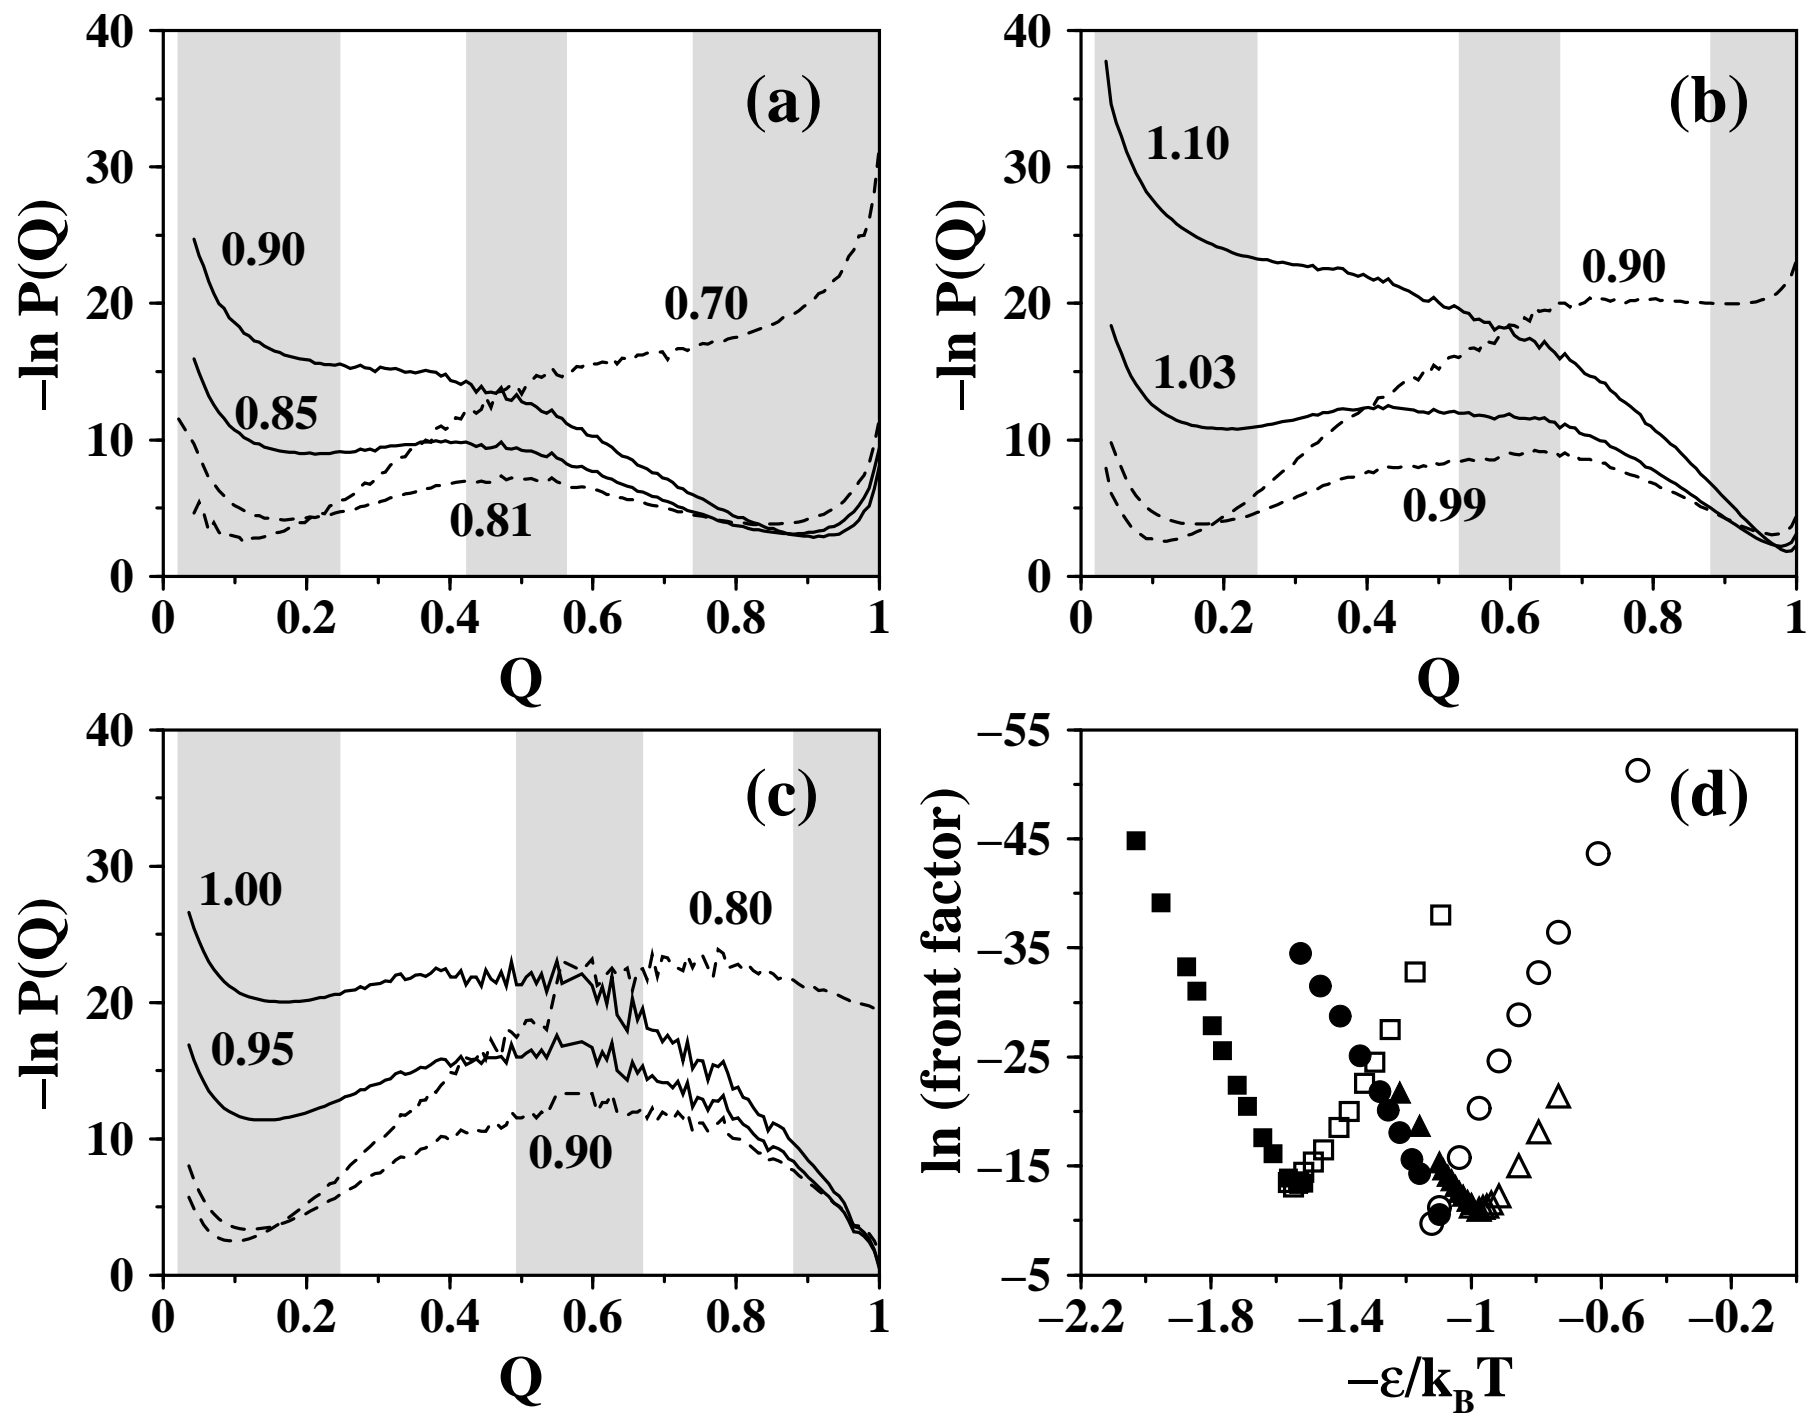 (a)
40
30
20
10
0
−ln P(Q)
0.90
0.85
0.70
0.81
0 0.2 0.4 0.6 0.8 1
Q
(b)
40
30
20
10
0
−ln P(Q)
1.10
1.03
0.90
0.99
0 0.2 0.4 0.6 0.8 1
Q
(c)
40
30
20
10
0
−ln P(Q)
1.00
0.95
0.80
0.90
0 0.2 0.4 0.6 0.8 1
Q
(d)
−55
−45
−35
−25
−15
−5
ln (front factor)
−2.2 −1.8 −1.4 −1 −0.6 −0.2
−ε/k_BT